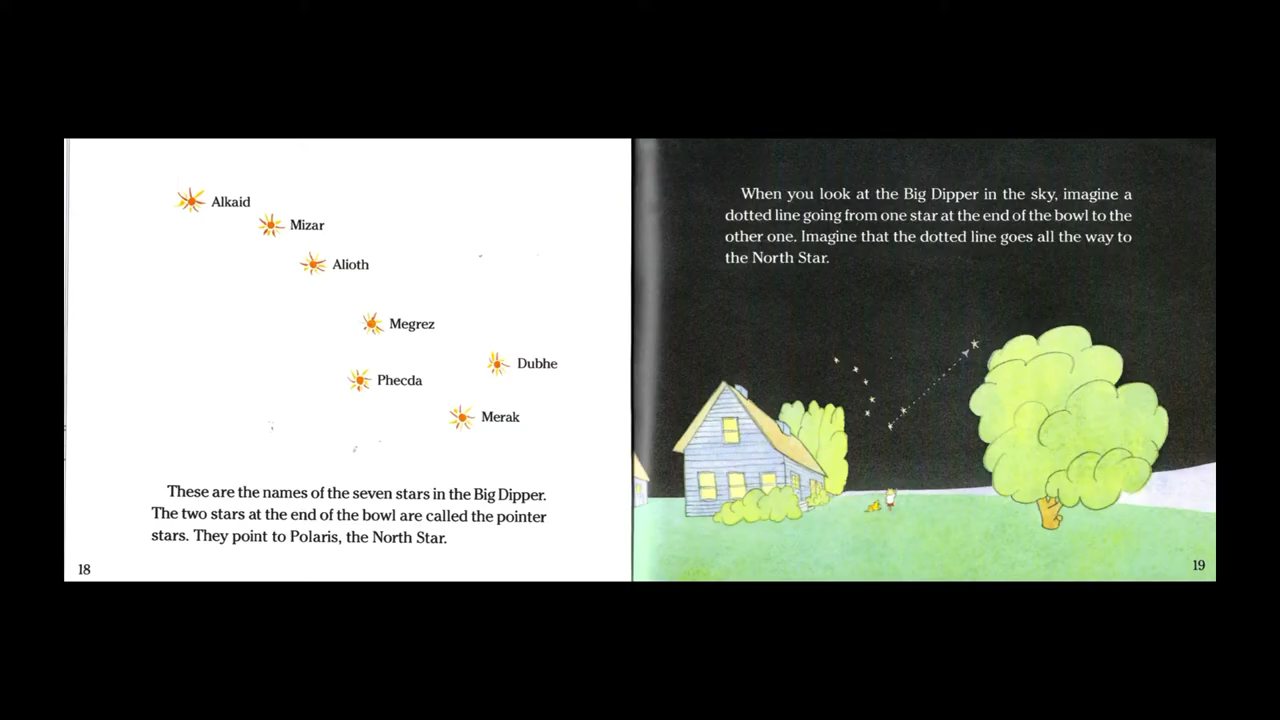 Alkaid
Mizar
Alioth
Megrez
Dubhe
Phecda
Merak
These are the names of the seven stars in the Big Dipper.
The two stars at the end of the bowl are called the pointer
stars. They point to Polaris, the North Star.
18
When you look at the Big Dipper in the sky, imagine a
dotted line going from one star at the end of the bowl to the
other one. Imagine that the dotted line goes all the way to
the North Star.
19